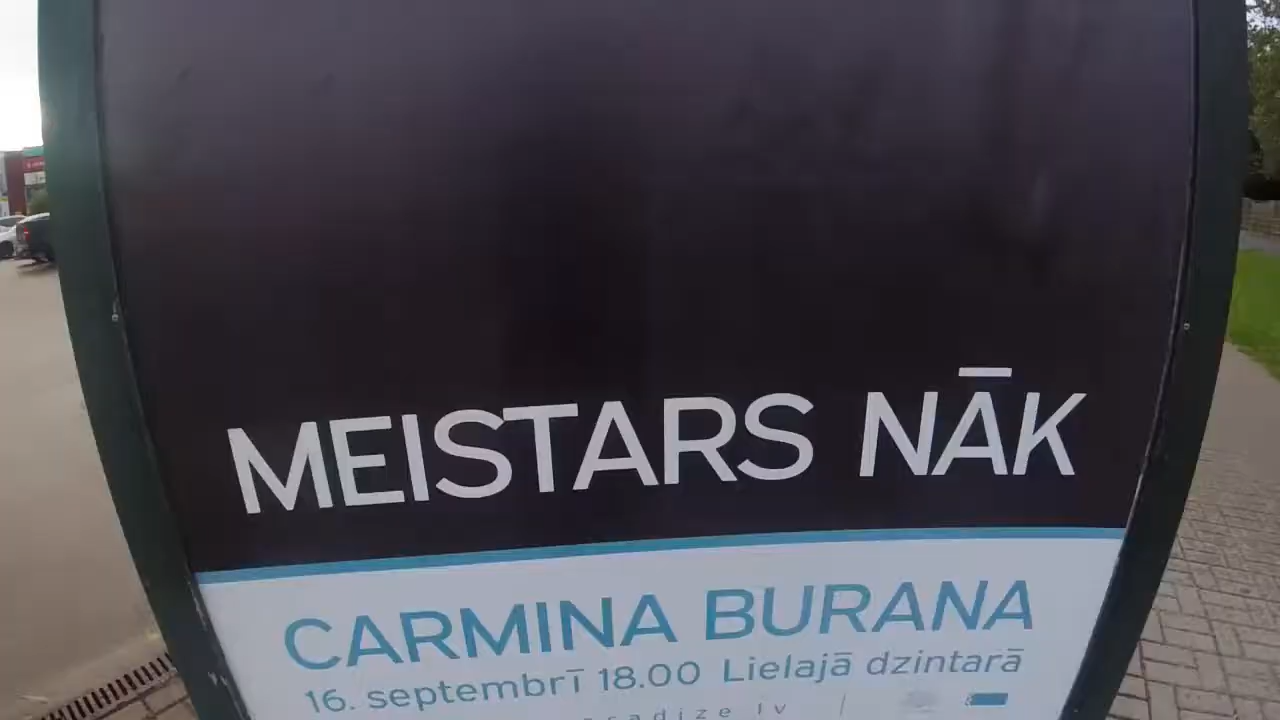 MEISTARS NĀK
CARMINA BURANA
16. septembrī 18.00 Lielajā dzintarā